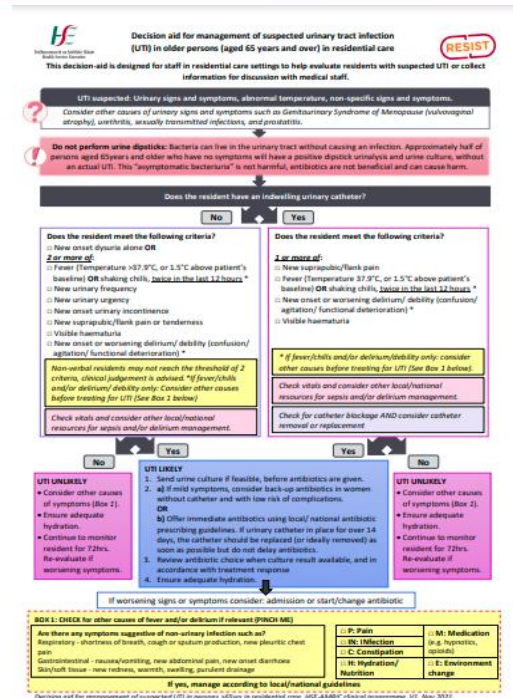 Decision aid for management of suspected urinary tract infection
(UTI) in older persons (aged 65 years and over) in residential care
RESIST
This decision-aid is designed for staff in residential care settings to help evaluate residents with suspected UTI or collect
information for discussion with medical staff.
UTI suspected: Urinary signs and symptoms, abnormal temperature, non-specific signs and symptoms.
Consider other causes of urinary signs and symptoms such as Genitourinary Syndrome of Menopause (vulvovaginal
atrophy), urethritis, sexually transmitted infections, and prostatitis.
?
!
Do not perform urine dipsticks: Bacteria can live in the urinary tract without causing an infection. Approximately half of
persons aged 65years and older who have no symptoms will have a positive dipstick urinalysis and urine culture, without
an actual UTI. This "asymptomatic bacteriuria" is not harmful, antibiotics are not beneficial and can cause harm.
Does the resident have an indwelling urinary catheter?
No
Yes
Does the resident meet the following criteria?
□ New onset dysuria alone OR
2 or more of:
□ Fever (Temperature >37.9°C, or 1.5°C above patient's
baseline) OR shaking chills, twice in the last 12 hours *
□ New urinary frequency
□ New urinary urgency
□ New onset urinary incontinence
□ New suprapubic/flank pain or tenderness
□ Visible haematuria
□ New onset or worsening delirium/ debility (confusion/
agitation/ functional deterioration) *
Non-verbal residents may not reach the threshold of 2
criteria, clinical judgement is advised. *If fever/chills
and/or delirium/ debility only: Consider other causes
before treating for UTI (See Box 1 below)
Check vitals and consider other local/national
resources for sepsis and/or delirium management.
Does the resident meet the following criteria?
1 or more of:
□ New suprapubic/flank pain
□ Fever (Temperature 37.9°C, or 1.5°C above patient's
baseline) OR shaking chills, twice in the last 12 hours *
□ New onset or worsening delirium/ debility (confusion/
agitation/ functional deterioration) *
□ Visible haematuria
* If fever/chills and/or delirium/debility only: consider
other causes before treating for UTI (See Box 1 below).
Check vitals and consider other local/national
resources for sepsis and/or delirium management.
Check for catheter blockage AND consider catheter
removal or replacement
No
Yes
Yes
No
UTI UNLIKELY
• Consider other causes
of symptoms (Box 2).
• Ensure adequate
hydration.
• Continue to monitor
resident for 72hrs.
Re-evaluate if
worsening symptoms.
UTI LIKELY
1. Send urine culture if feasible, before antibiotics are given.
2. a) If mild symptoms, consider back-up antibiotics in women
without catheter and with low risk of complications.
OR
b) Offer immediate antibiotics using local/ national antibiotic
prescribing guidelines. If urinary catheter in place for over 14
days, the catheter should be replaced (or ideally removed) as
soon as possible but do not delay antibiotics.
3. Review antibiotic choice when culture result available, and in
accordance with treatment response
4. Ensure adequate hydration.
UTI UNLIKELY
• Consider other causes
of symptoms (Box 2).
• Ensure adequate
hydration.
• Continue to monitor
resident for 72hrs.
Re-evaluate if
worsening symptoms.
If worsening signs or symptoms consider: admission or start/change antibiotic
BOX 1: CHECK for other causes of fever and/or delirium if relevant (PINCH ME)
Are there any symptoms suggestive of non-urinary infection such as?
Respiratory - shortness of breath, cough or sputum production, new pleuritic chest
pain
Gastrointestinal - nausea/vomiting, new abdominal pain, new onset diarrhoea
Skin/soft tissue - new redness, warmth, swelling, purulent drainage
□ P: Pain
□ IN: INfection
□ C: Constipation
□ H: Hydration/
Nutrition
□ M: Medication
(e.g. hypnotics,
opioids)
□ E: Environment
change
If yes, manage according to local/national guidelines